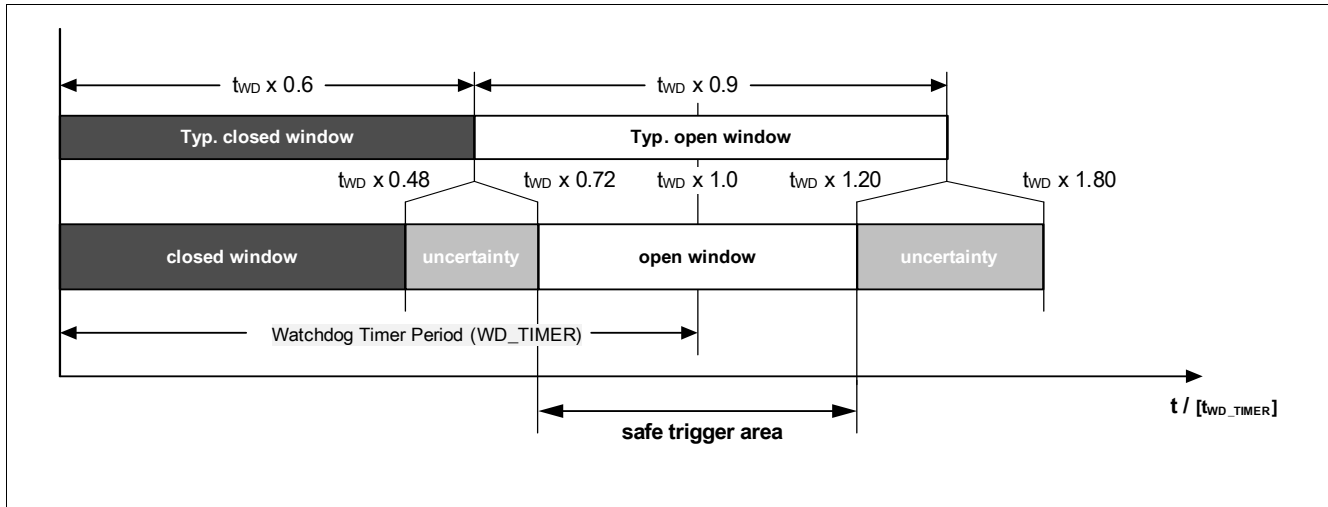 tWD x 0.6 tWD x 0.9
Typ. closed window Typ. open window
tWD x 0.48 tWD x 0.72 tWD x 1.0 tWD x 1.20 tWD x 1.80
closed window uncertainty open window uncertainty
Watchdog Timer Period (WD_TIMER)
t / [tWD_TIMER]
safe trigger area